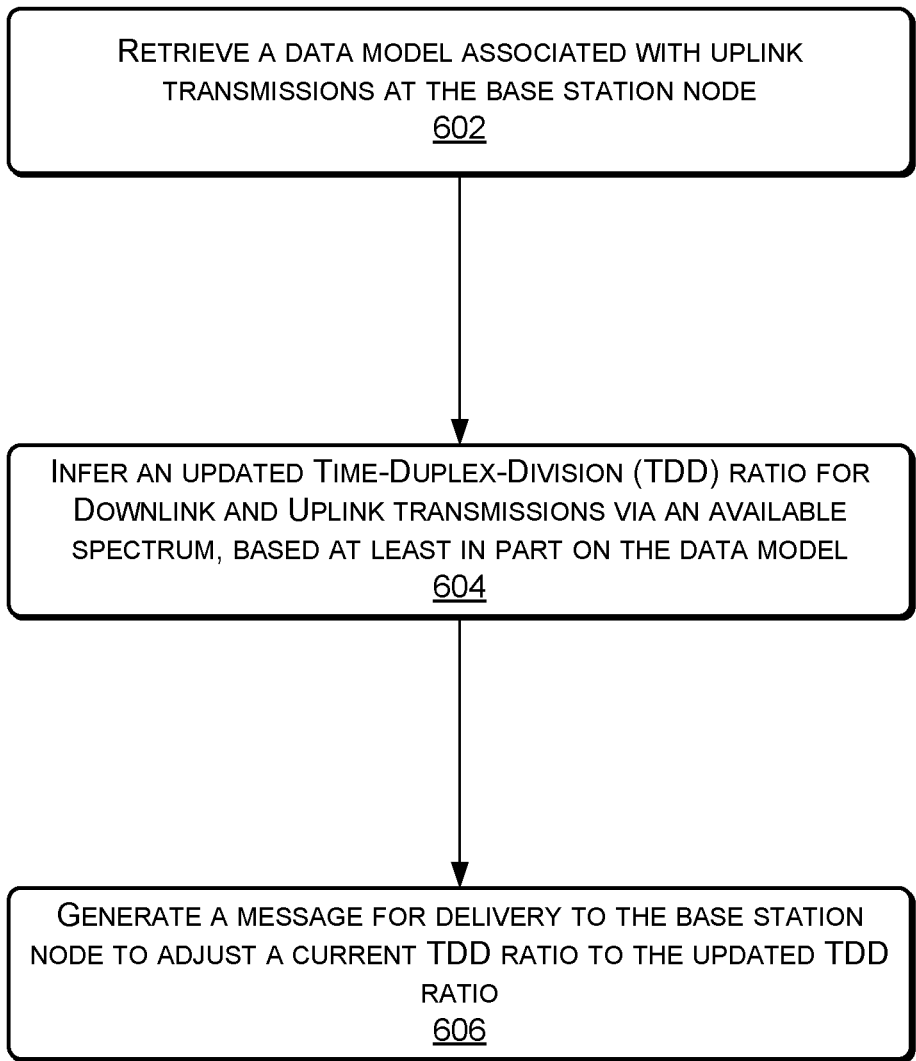 RETRIEVE A DATA MODEL ASSOCIATED WITH UPLINK
TRANSMISSIONS AT THE BASE STATION NODE
602
INFER AN UPDATED TIME-DUPLEX-DIVISION (TDD) RATIO FOR
DOWNLINK AND UPLINK TRANSMISSIONS VIA AN AVAILABLE
SPECTRUM, BASED AT LEAST IN PART ON THE DATA MODEL
604
GENERATE A MESSAGE FOR DELIVERY TO THE BASE STATION
NODE TO ADJUST A CURRENT TDD RATIO TO THE UPDATED TDD
RATIO
606